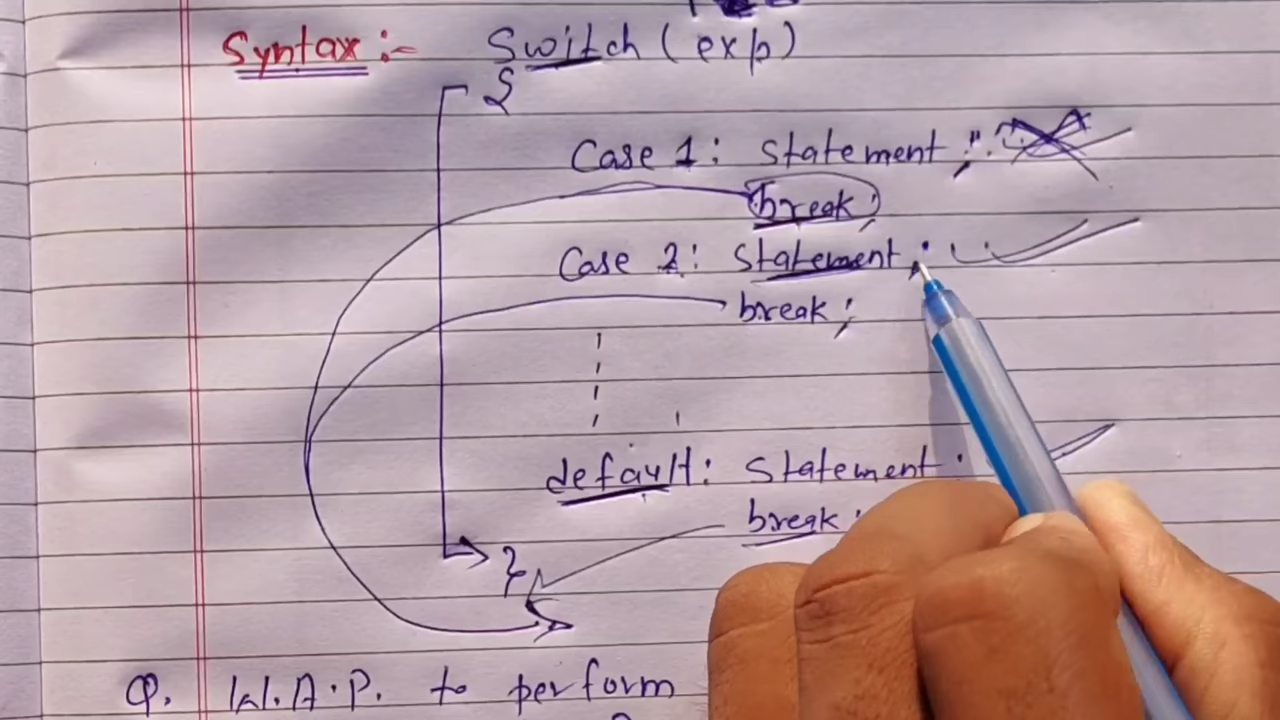 Syntax :- Switch (exp)
{
Case 1: Statement ;
break;
Case 2: Statement ;
break;
default: Statement
break;
}
Q. W.A.P. to perform